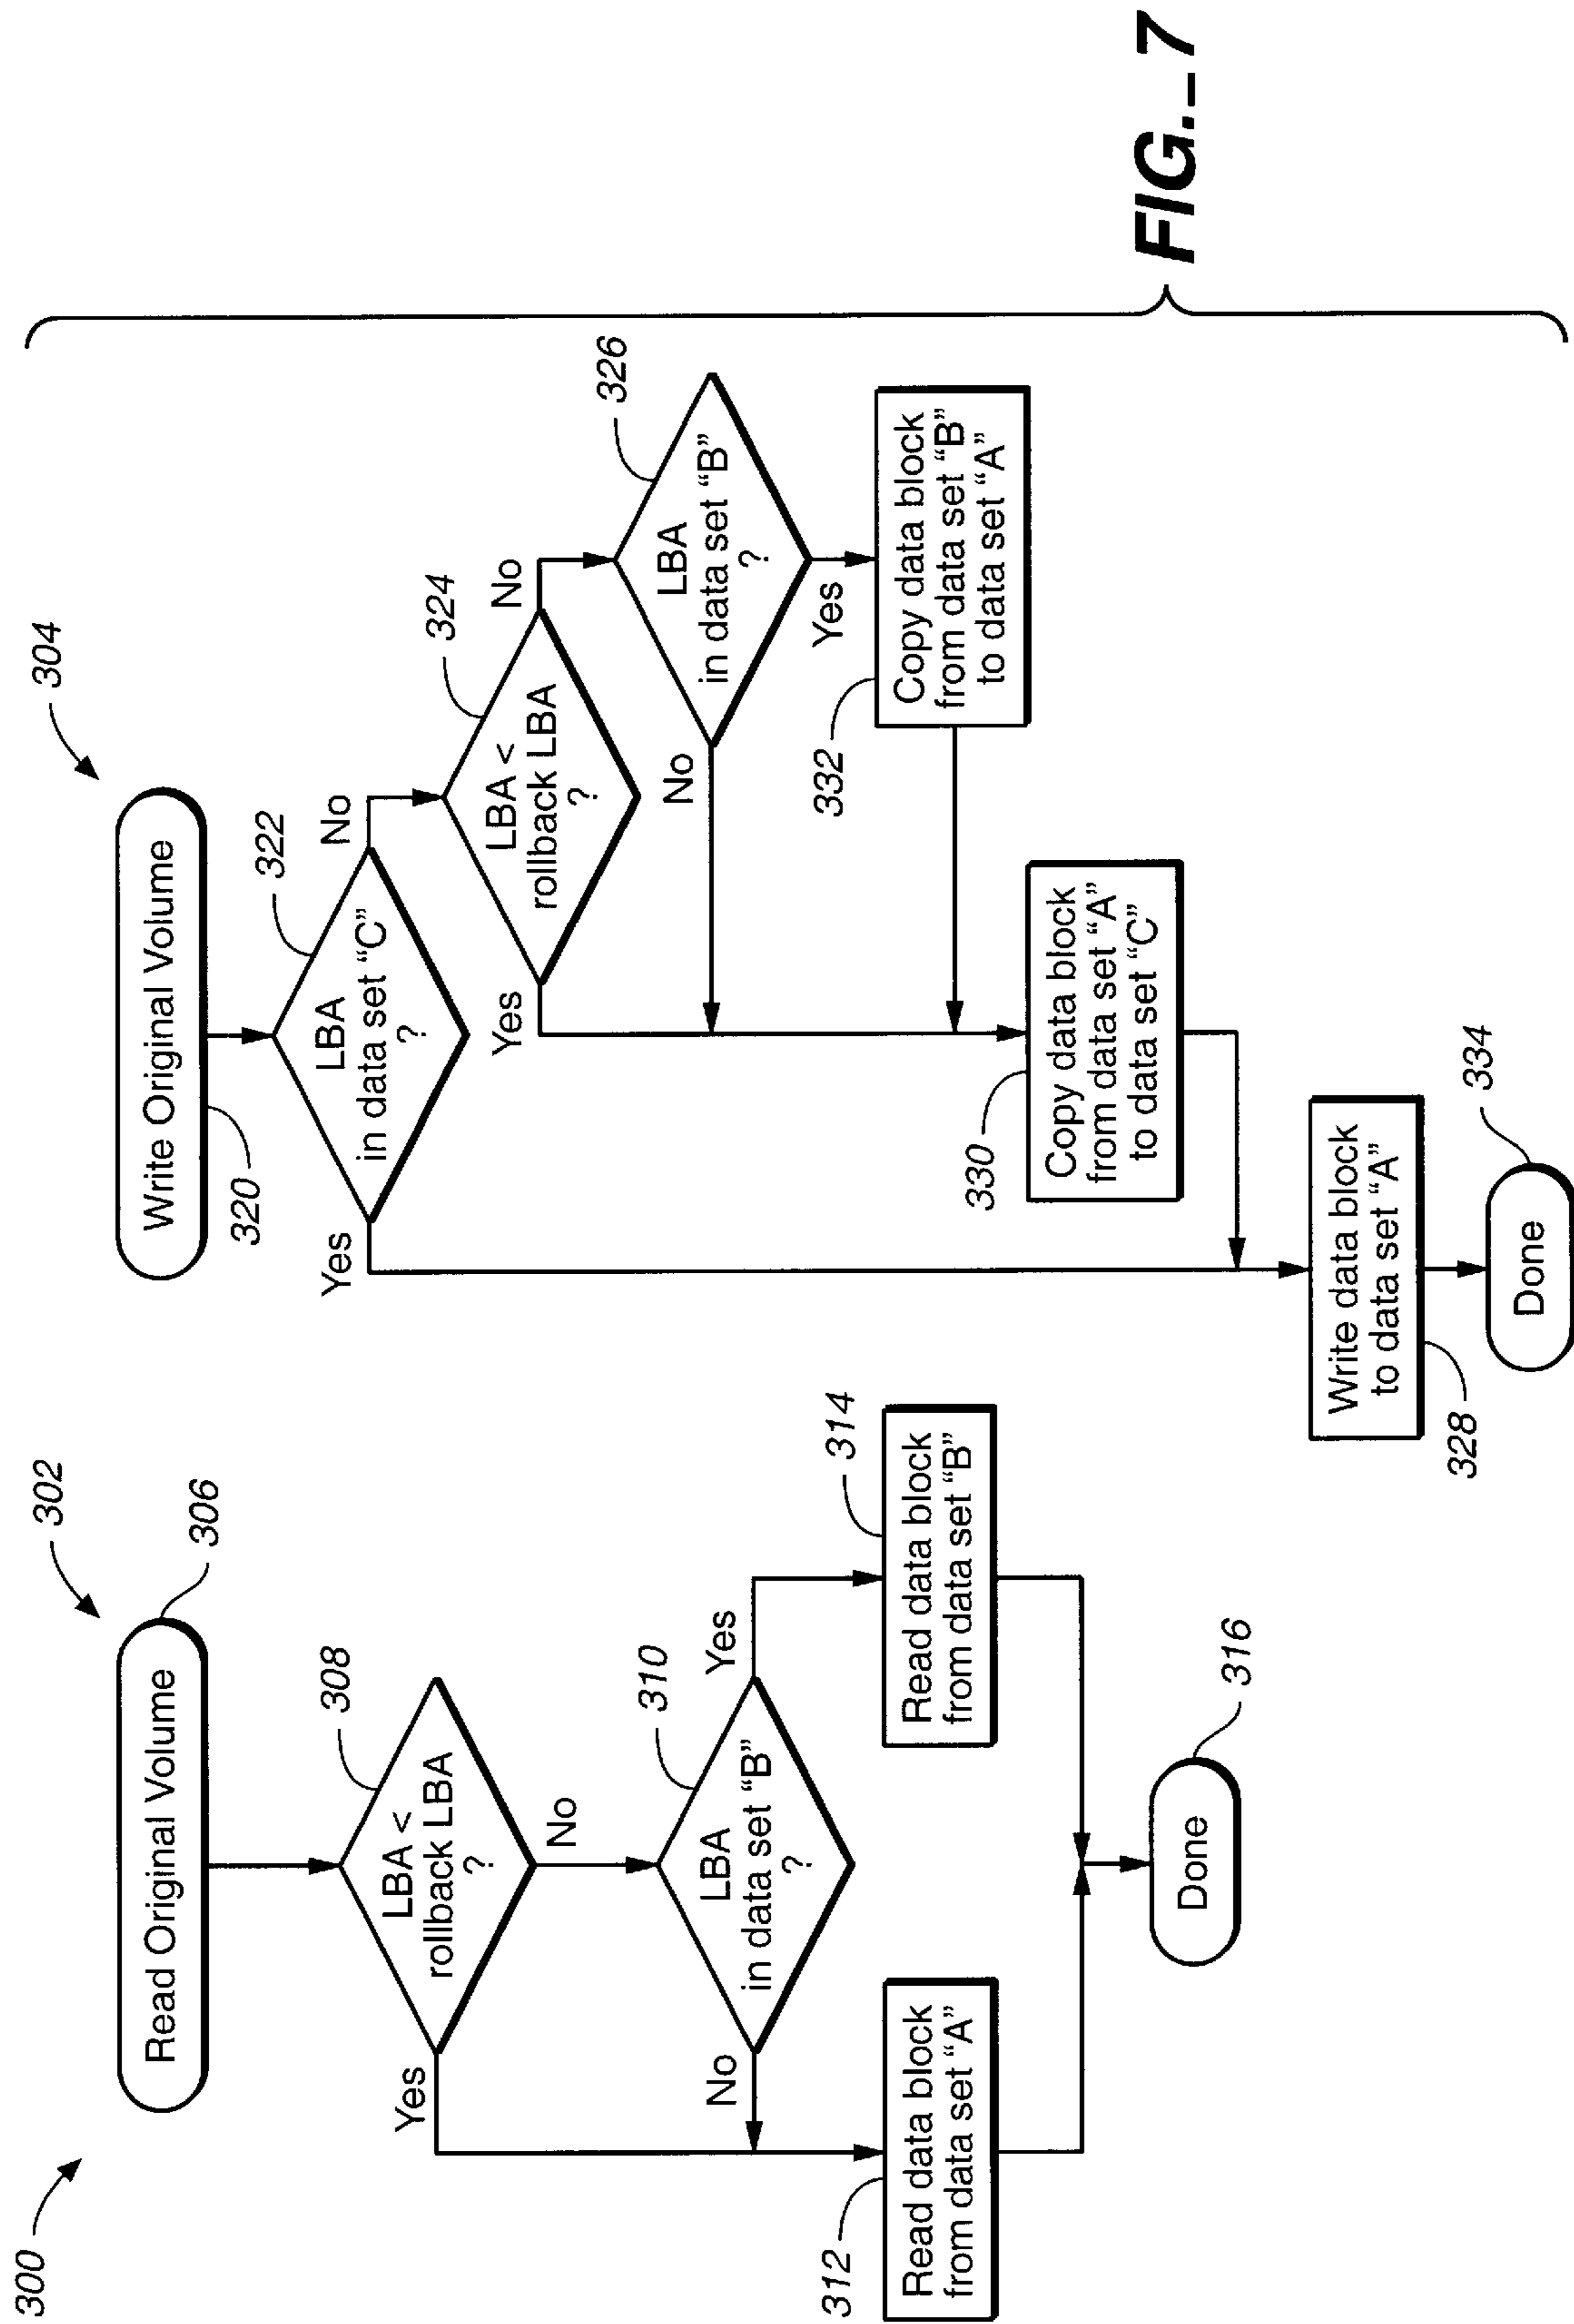 300
302
Read Original Volume
306
LBA <
rollback LBA
?
308
Yes
No
LBA
in data set “B”
?
310
No
Yes
Read data block
from data set “A”
312
Read data block
from data set “B”
314
Done
316
304
Write Original Volume
320
LBA
in data set “C”
?
322
Yes
No
LBA <
rollback LBA
?
324
Yes
No
LBA
in data set “B”
?
326
No
Yes
Copy data block
from data set “B”
to data set “A”
332
Copy data block
from data set “A”
to data set “C”
330
Write data block
to data set “A”
328
Done
334
FIG._7